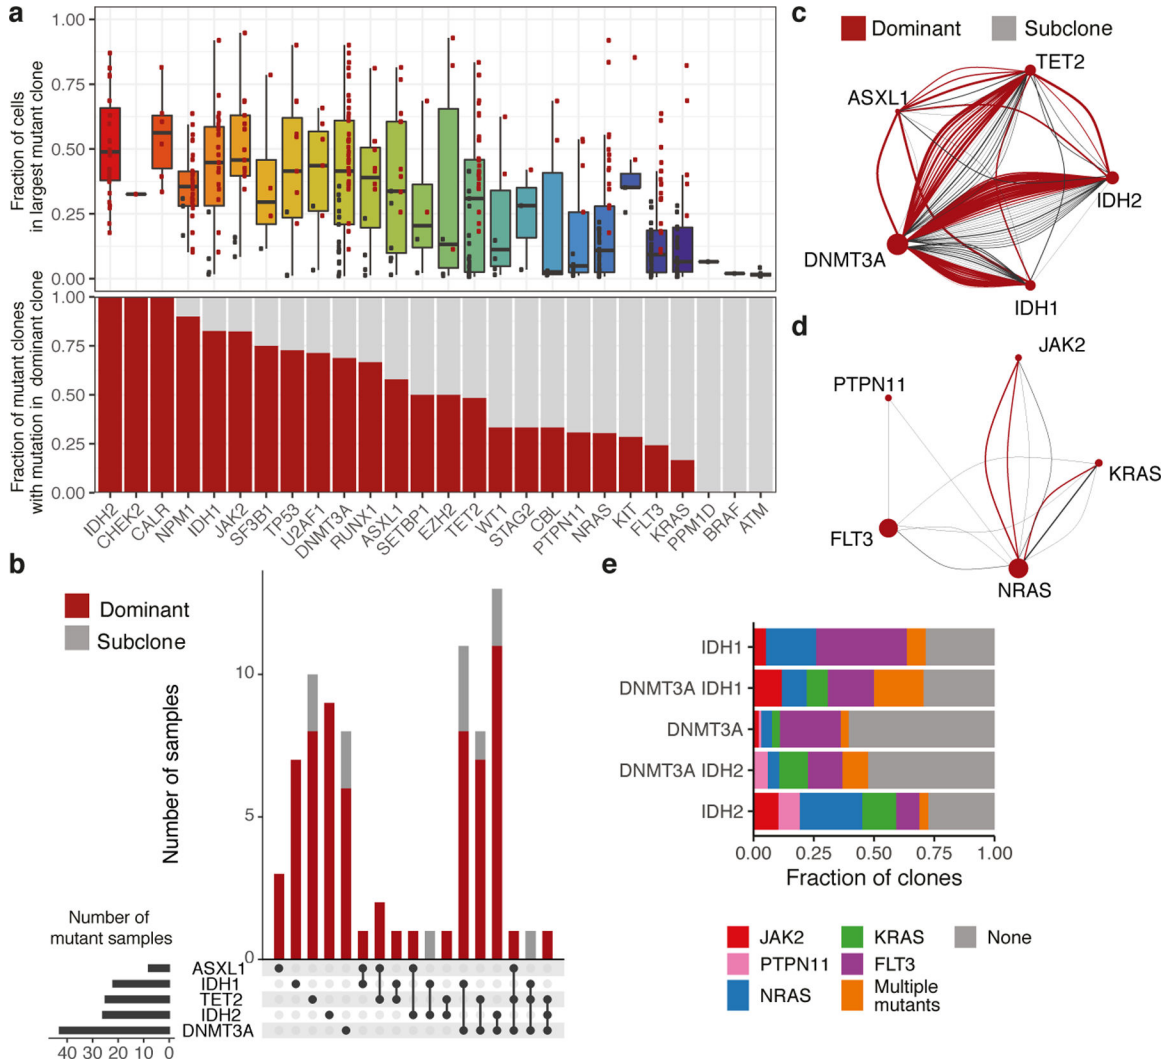 a
Fraction of cells
in largest mutant clone
1.00
0.75
0.50
0.25
0.00
Fraction of mutant clones
with mutation in dominant clone
1.00
0.75
0.50
0.25
0.00
IDH2
CHEK2
CALR
NPM1
IDH1
JAK2
SF3B1
TP53
U2AF1
DNMT3A
RUNX1
ASXL1
SETBP1
EZH2
TET2
WT1
STAG2
CBL
PTPN11
NRAS
KIT
FLT3
KRAS
PPM1D
BRAF
ATM
b
Dominant
Subclone
Number of samples
10
5
0
Number of
mutant samples
ASXL1
IDH1
TET2
IDH2
DNMT3A
40 30 20 10 0
c
Dominant
Subclone
TET2
ASXL1
IDH2
DNMT3A
IDH1
d
JAK2
PTPN11
KRAS
FLT3
NRAS
e
IDH1
DNMT3A IDH1
DNMT3A
DNMT3A IDH2
IDH2
0.00 0.25 0.50 0.75 1.00
Fraction of clones
JAK2
PTPN11
NRAS
KRAS
FLT3
Multiple
mutants
None